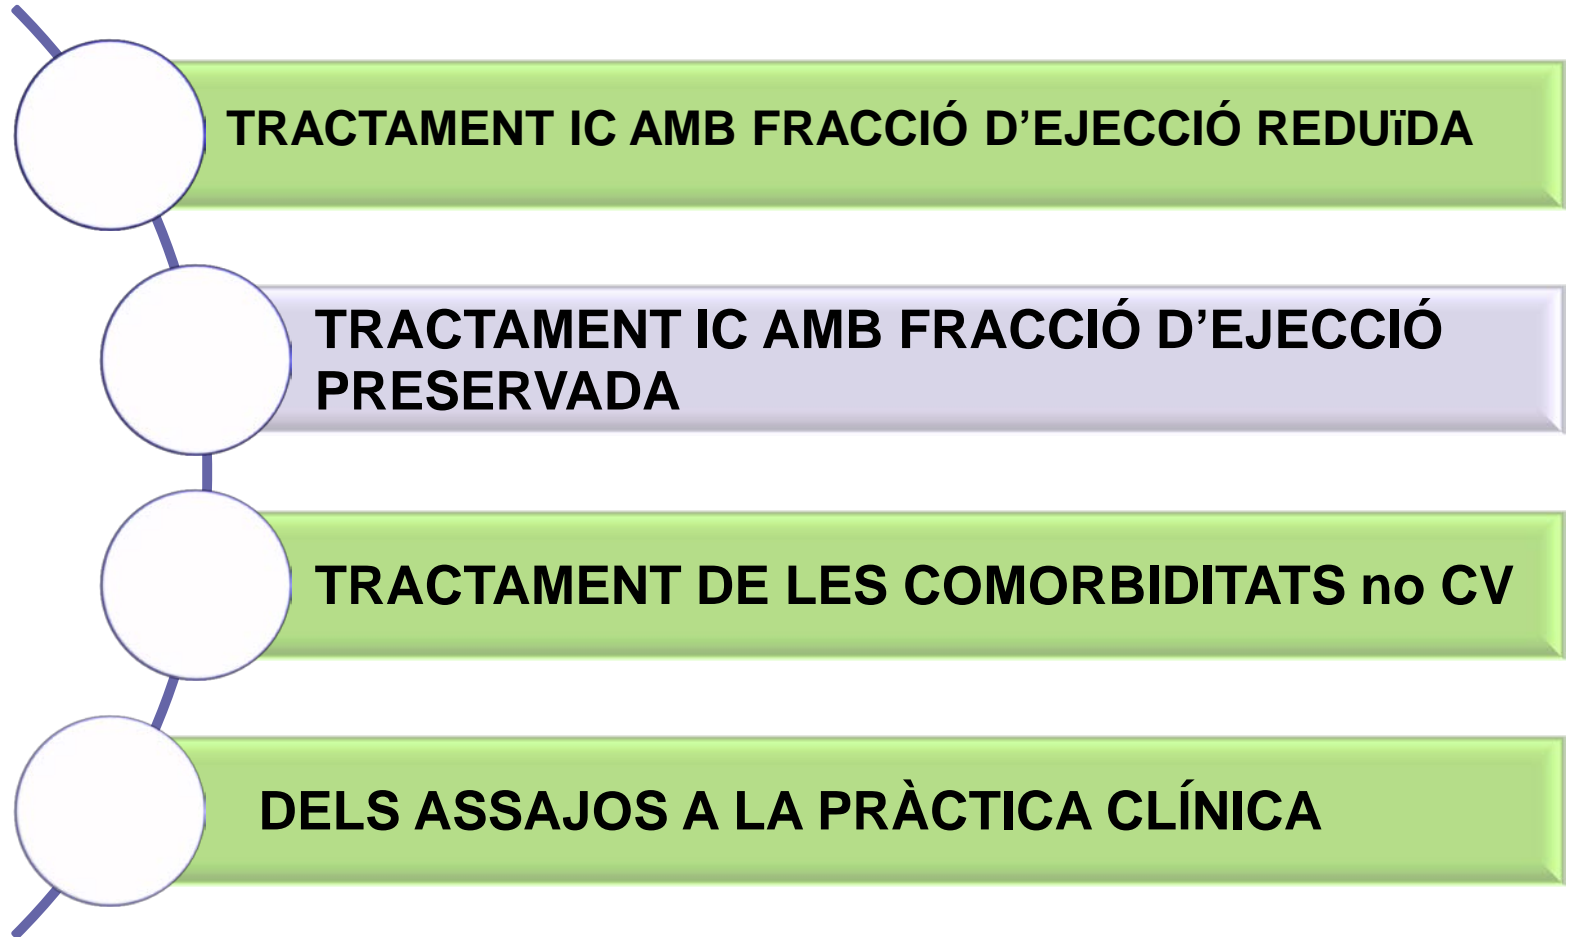 TRACTAMENT IC AMB FRACCIÓ D’EJECCIÓ REDUïDA
TRACTAMENT IC AMB FRACCIÓ D’EJECCIÓ
PRESERVADA
TRACTAMENT DE LES COMORBIDITATS no CV
DELS ASSAJOS A LA PRÀCTICA CLÍNICA